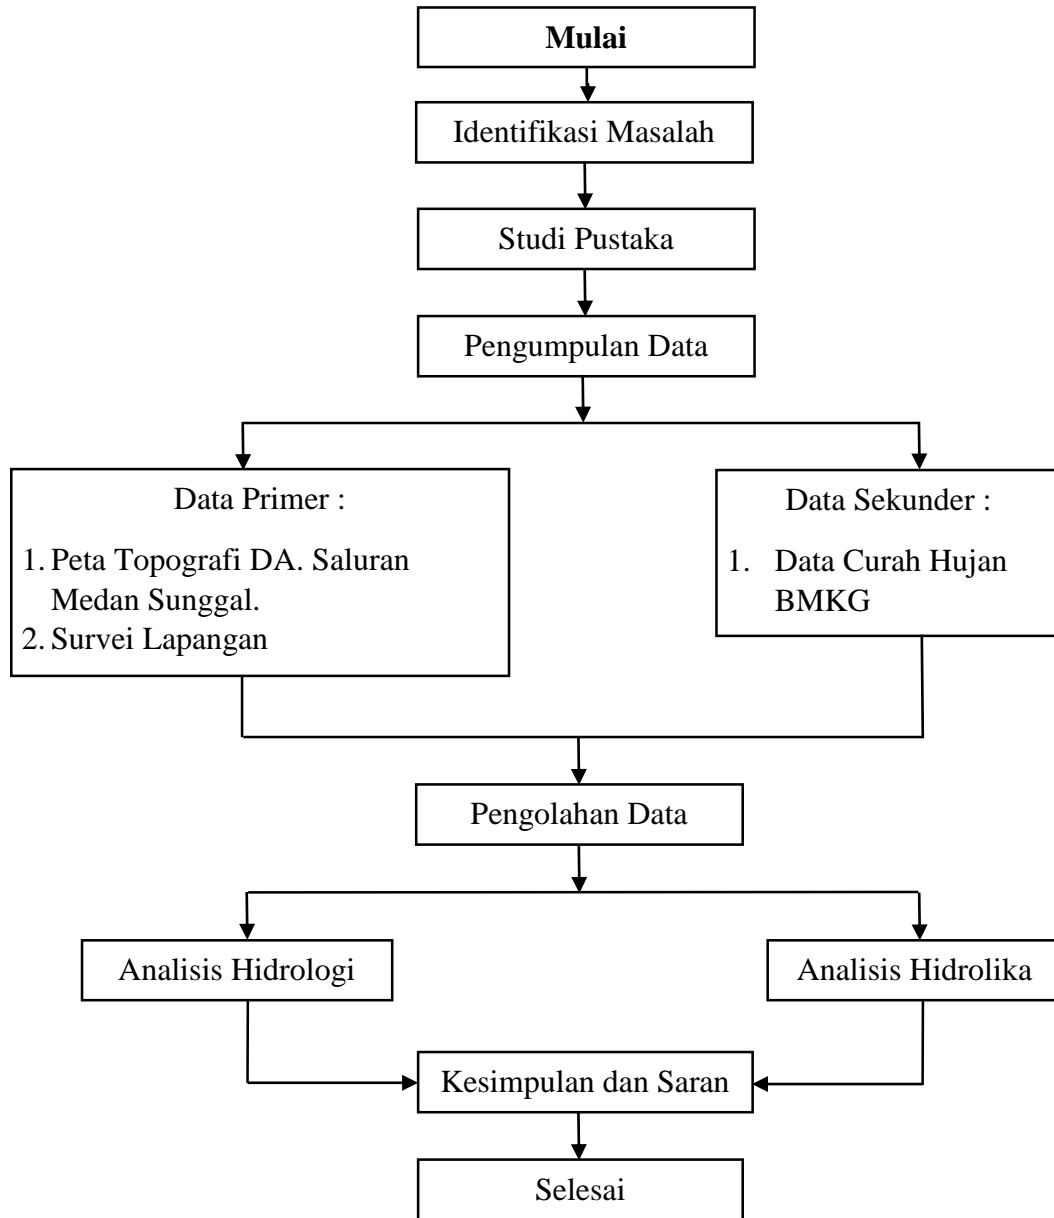 Mulai
Identifikasi Masalah
Studi Pustaka
Pengumpulan Data
Data Primer :
1. Peta Topografi DA. Saluran
Medan Sunggal.
2. Survei Lapangan
Data Sekunder :
1. Data Curah Hujan
BMKG
Pengolahan Data
Analisis Hidrologi
Analisis Hidrolika
Kesimpulan dan Saran
Selesai